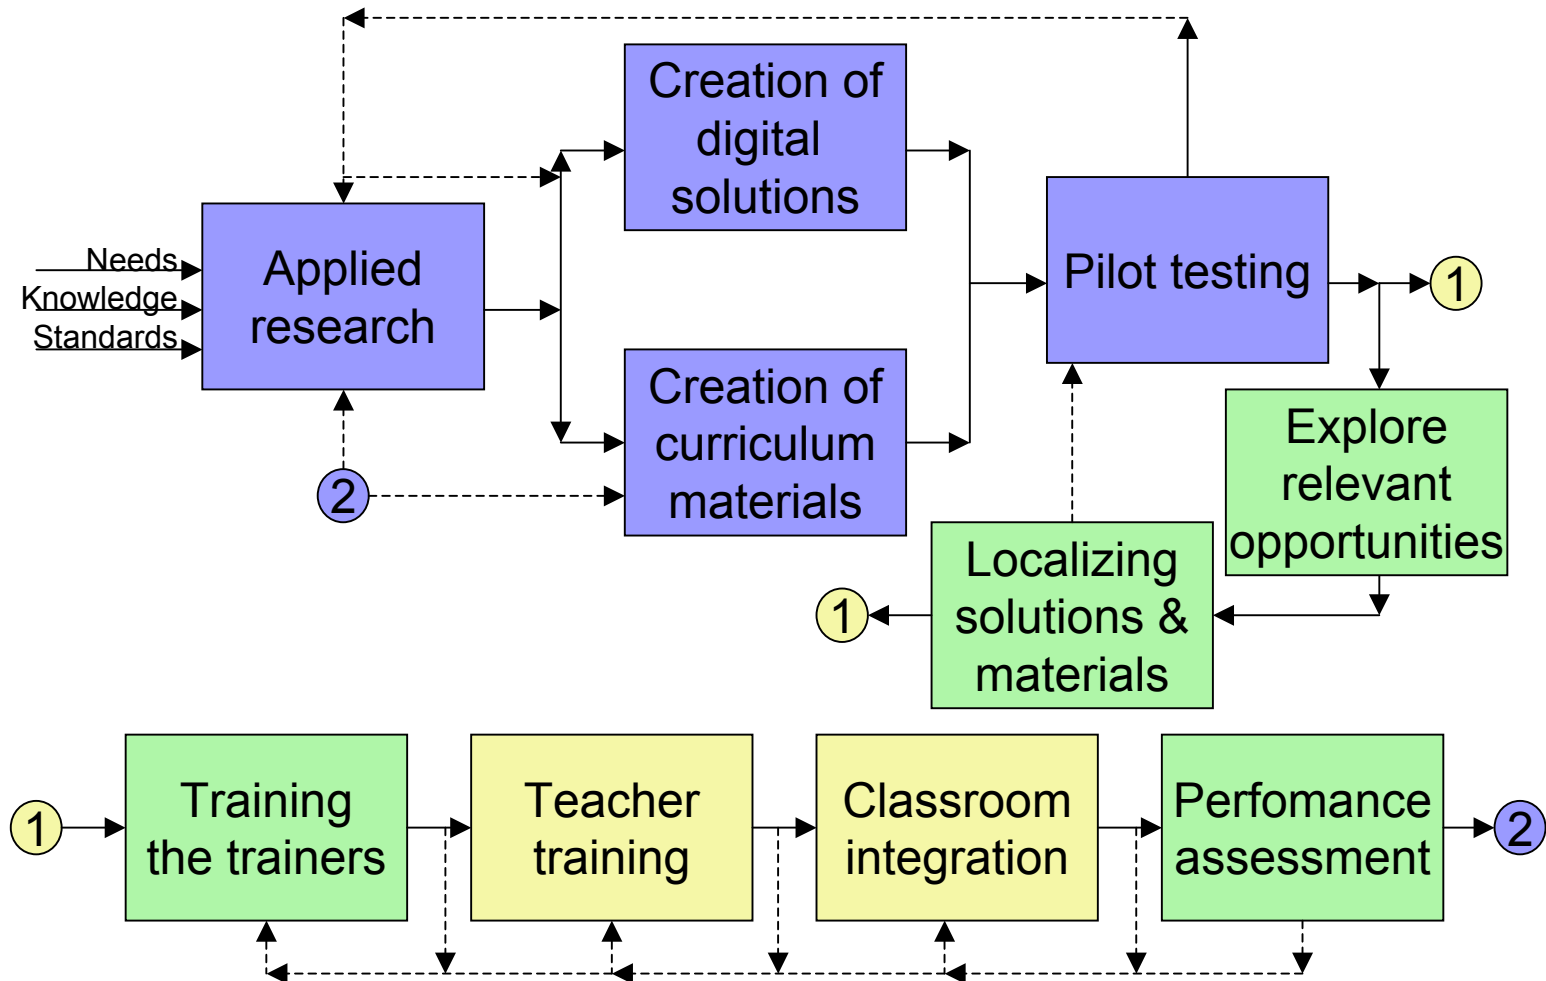 Creation of
digital
solutions
Needs
Knowledge
Standards
Applied
research
Pilot testing
1
Creation of
curriculum
materials
2
Explore
relevant
opportunities
Localizing
solutions &
materials
1
1
Training
the trainers
Teacher
training
Classroom
integration
Perfomance
assessment
2